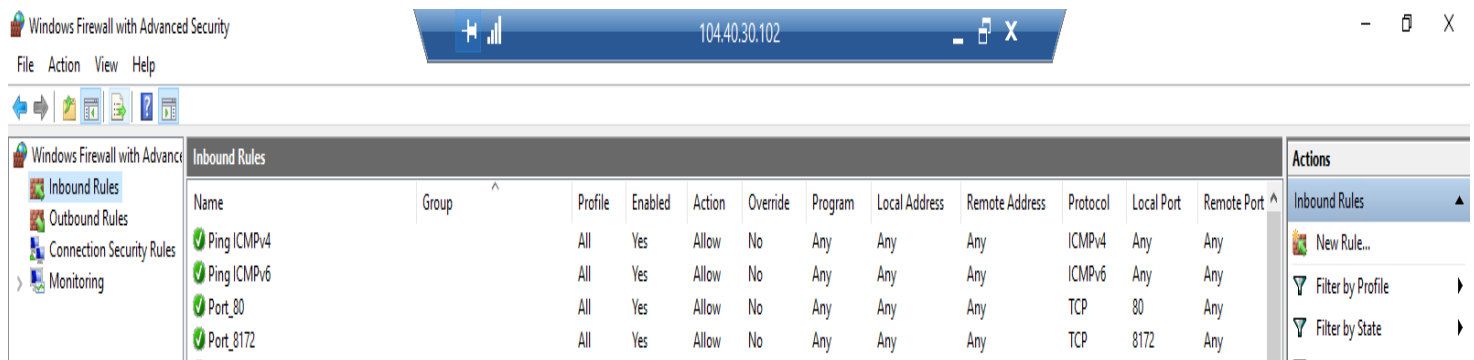 Windows Firewall with Advanced Security
104.40.30.102
File Action View Help
Windows Firewall with Advance
Inbound Rules
Outbound Rules
Connection Security Rules
Monitoring
Inbound Rules
Name Group Profile Enabled Action Override Program Local Address Remote Address Protocol Local Port Remote Port
Ping ICMPv4 All Yes Allow No Any Any Any ICMPv4 Any Any
Ping ICMPv6 All Yes Allow No Any Any Any ICMPv6 Any Any
Port_80 All Yes Allow No Any Any Any TCP 80 Any
Port_8172 All Yes Allow No Any Any Any TCP 8172 Any
Actions
Inbound Rules
New Rule...
Filter by Profile
Filter by State